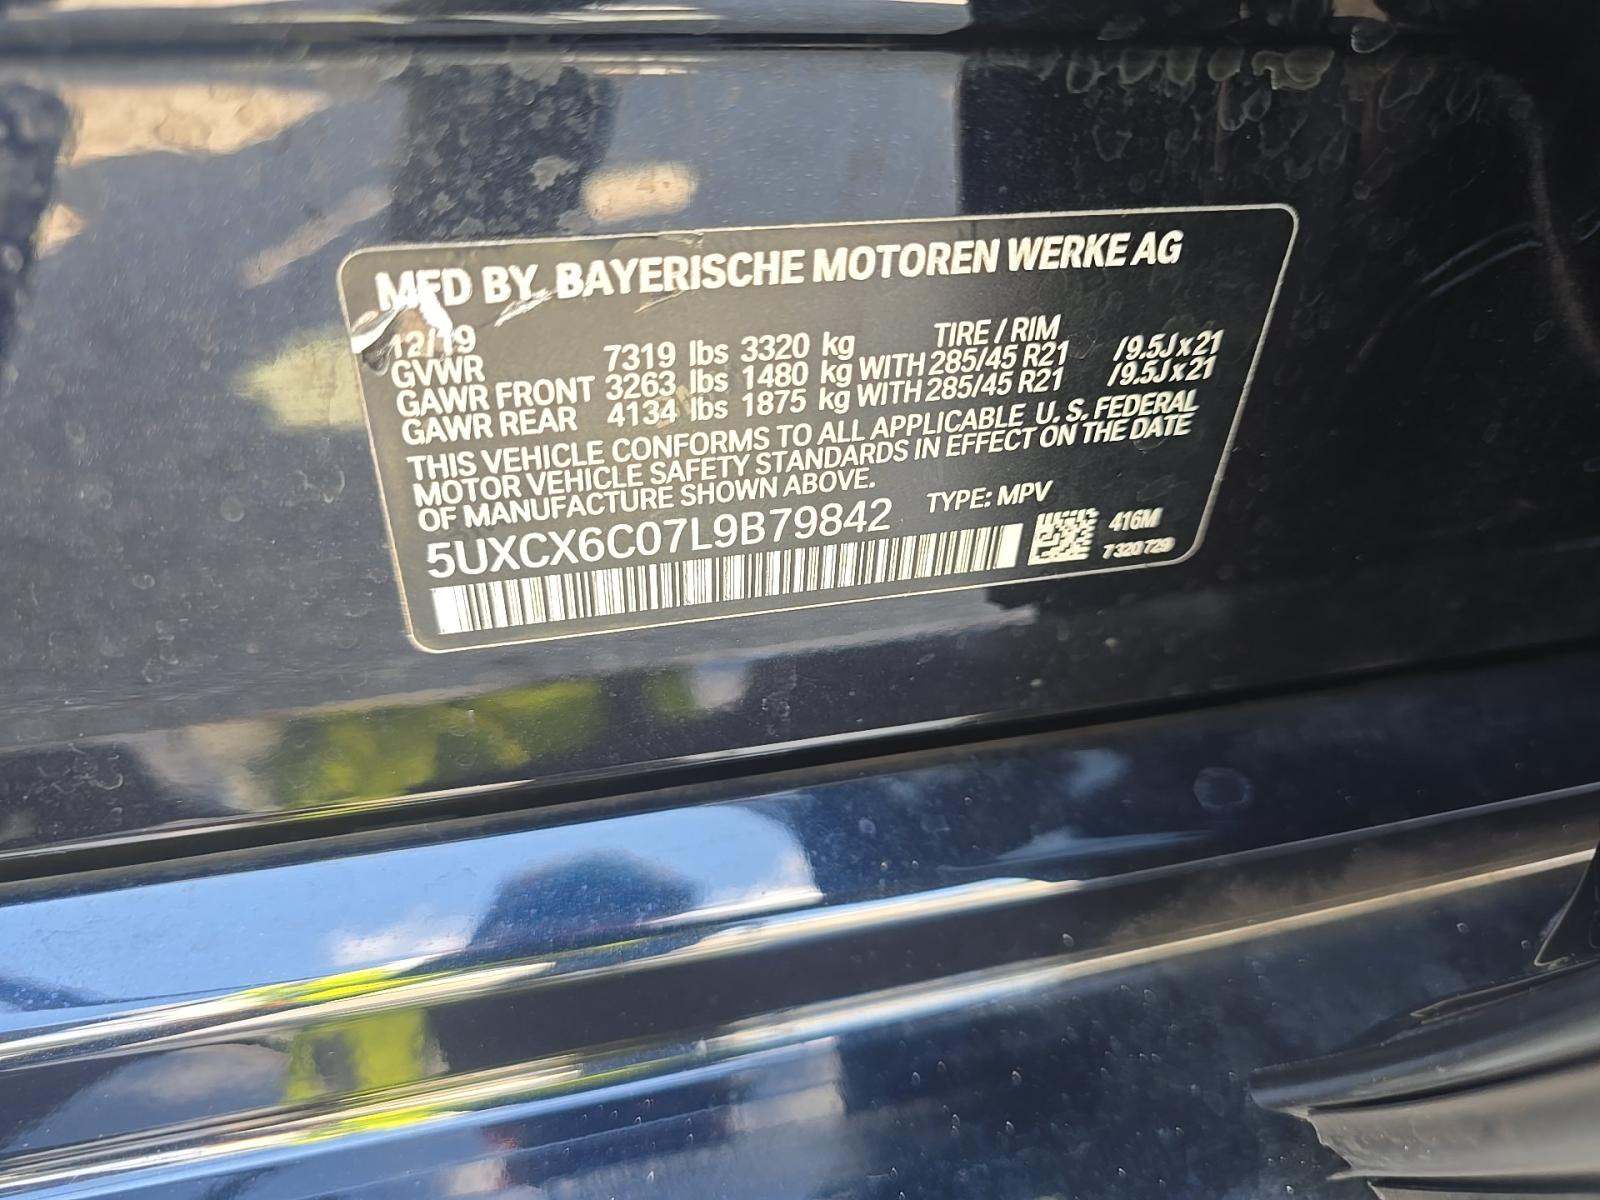 MFD BY. BAYERISCHE MOTOREN WERKE AG
12/19 TIRE / RIM
GVWR 7319 lbs 3320 kg
GAWR FRONT 3263 lbs 1480 kg WITH 285/45 R21 /9.5J x 21
GAWR REAR 4134 lbs 1875 kg WITH 285/45 R21 /9.5J x 21
THIS VEHICLE CONFORMS TO ALL APPLICABLE U. S. FEDERAL
MOTOR VEHICLE SAFETY STANDARDS IN EFFECT ON THE DATE
OF MANUFACTURE SHOWN ABOVE.
5UXCX6C07L9B79842 TYPE: MPV
416M
7320729